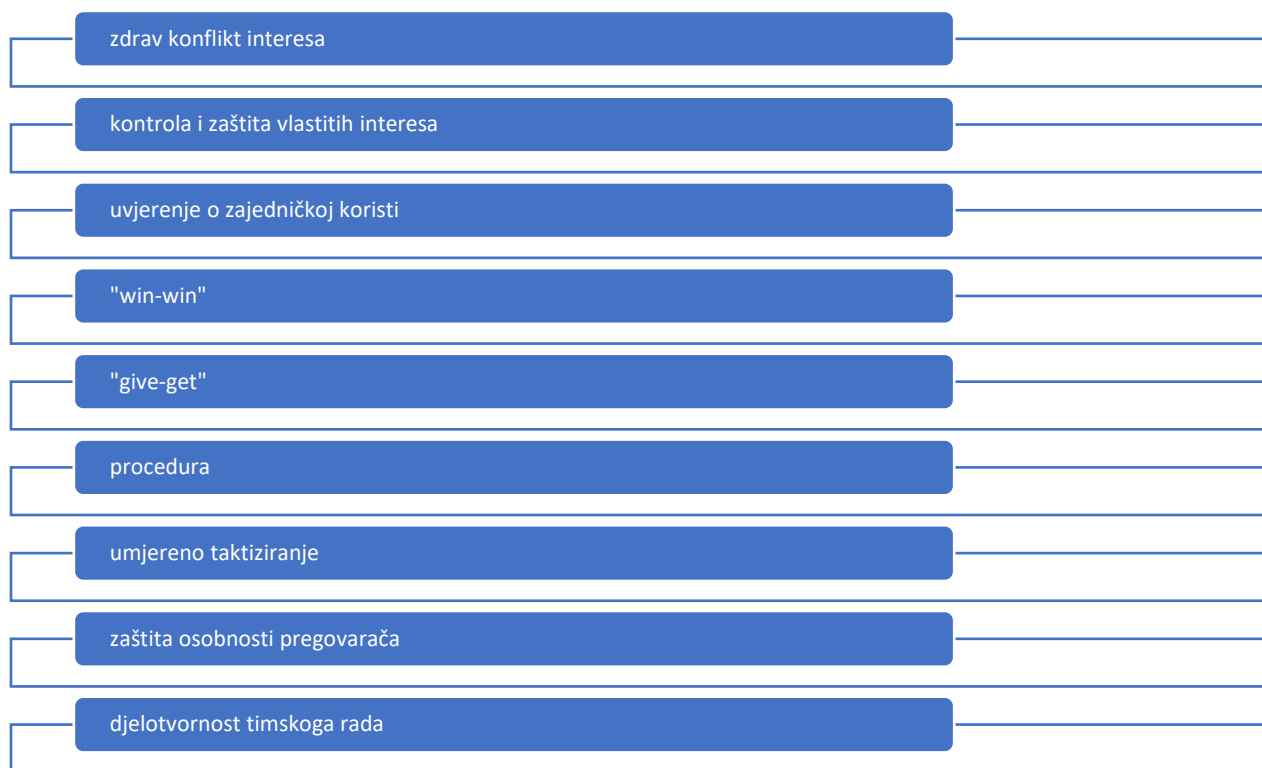 zdrav konflikt interesa
kontrola i zaštita vlastitih interesa
uvjerenje o zajedničkoj koristi
"win-win"
"give-get"
procedura
umjereno taktiziranje
zaštita osobnosti pregovarača
djelotvornost timskoga rada